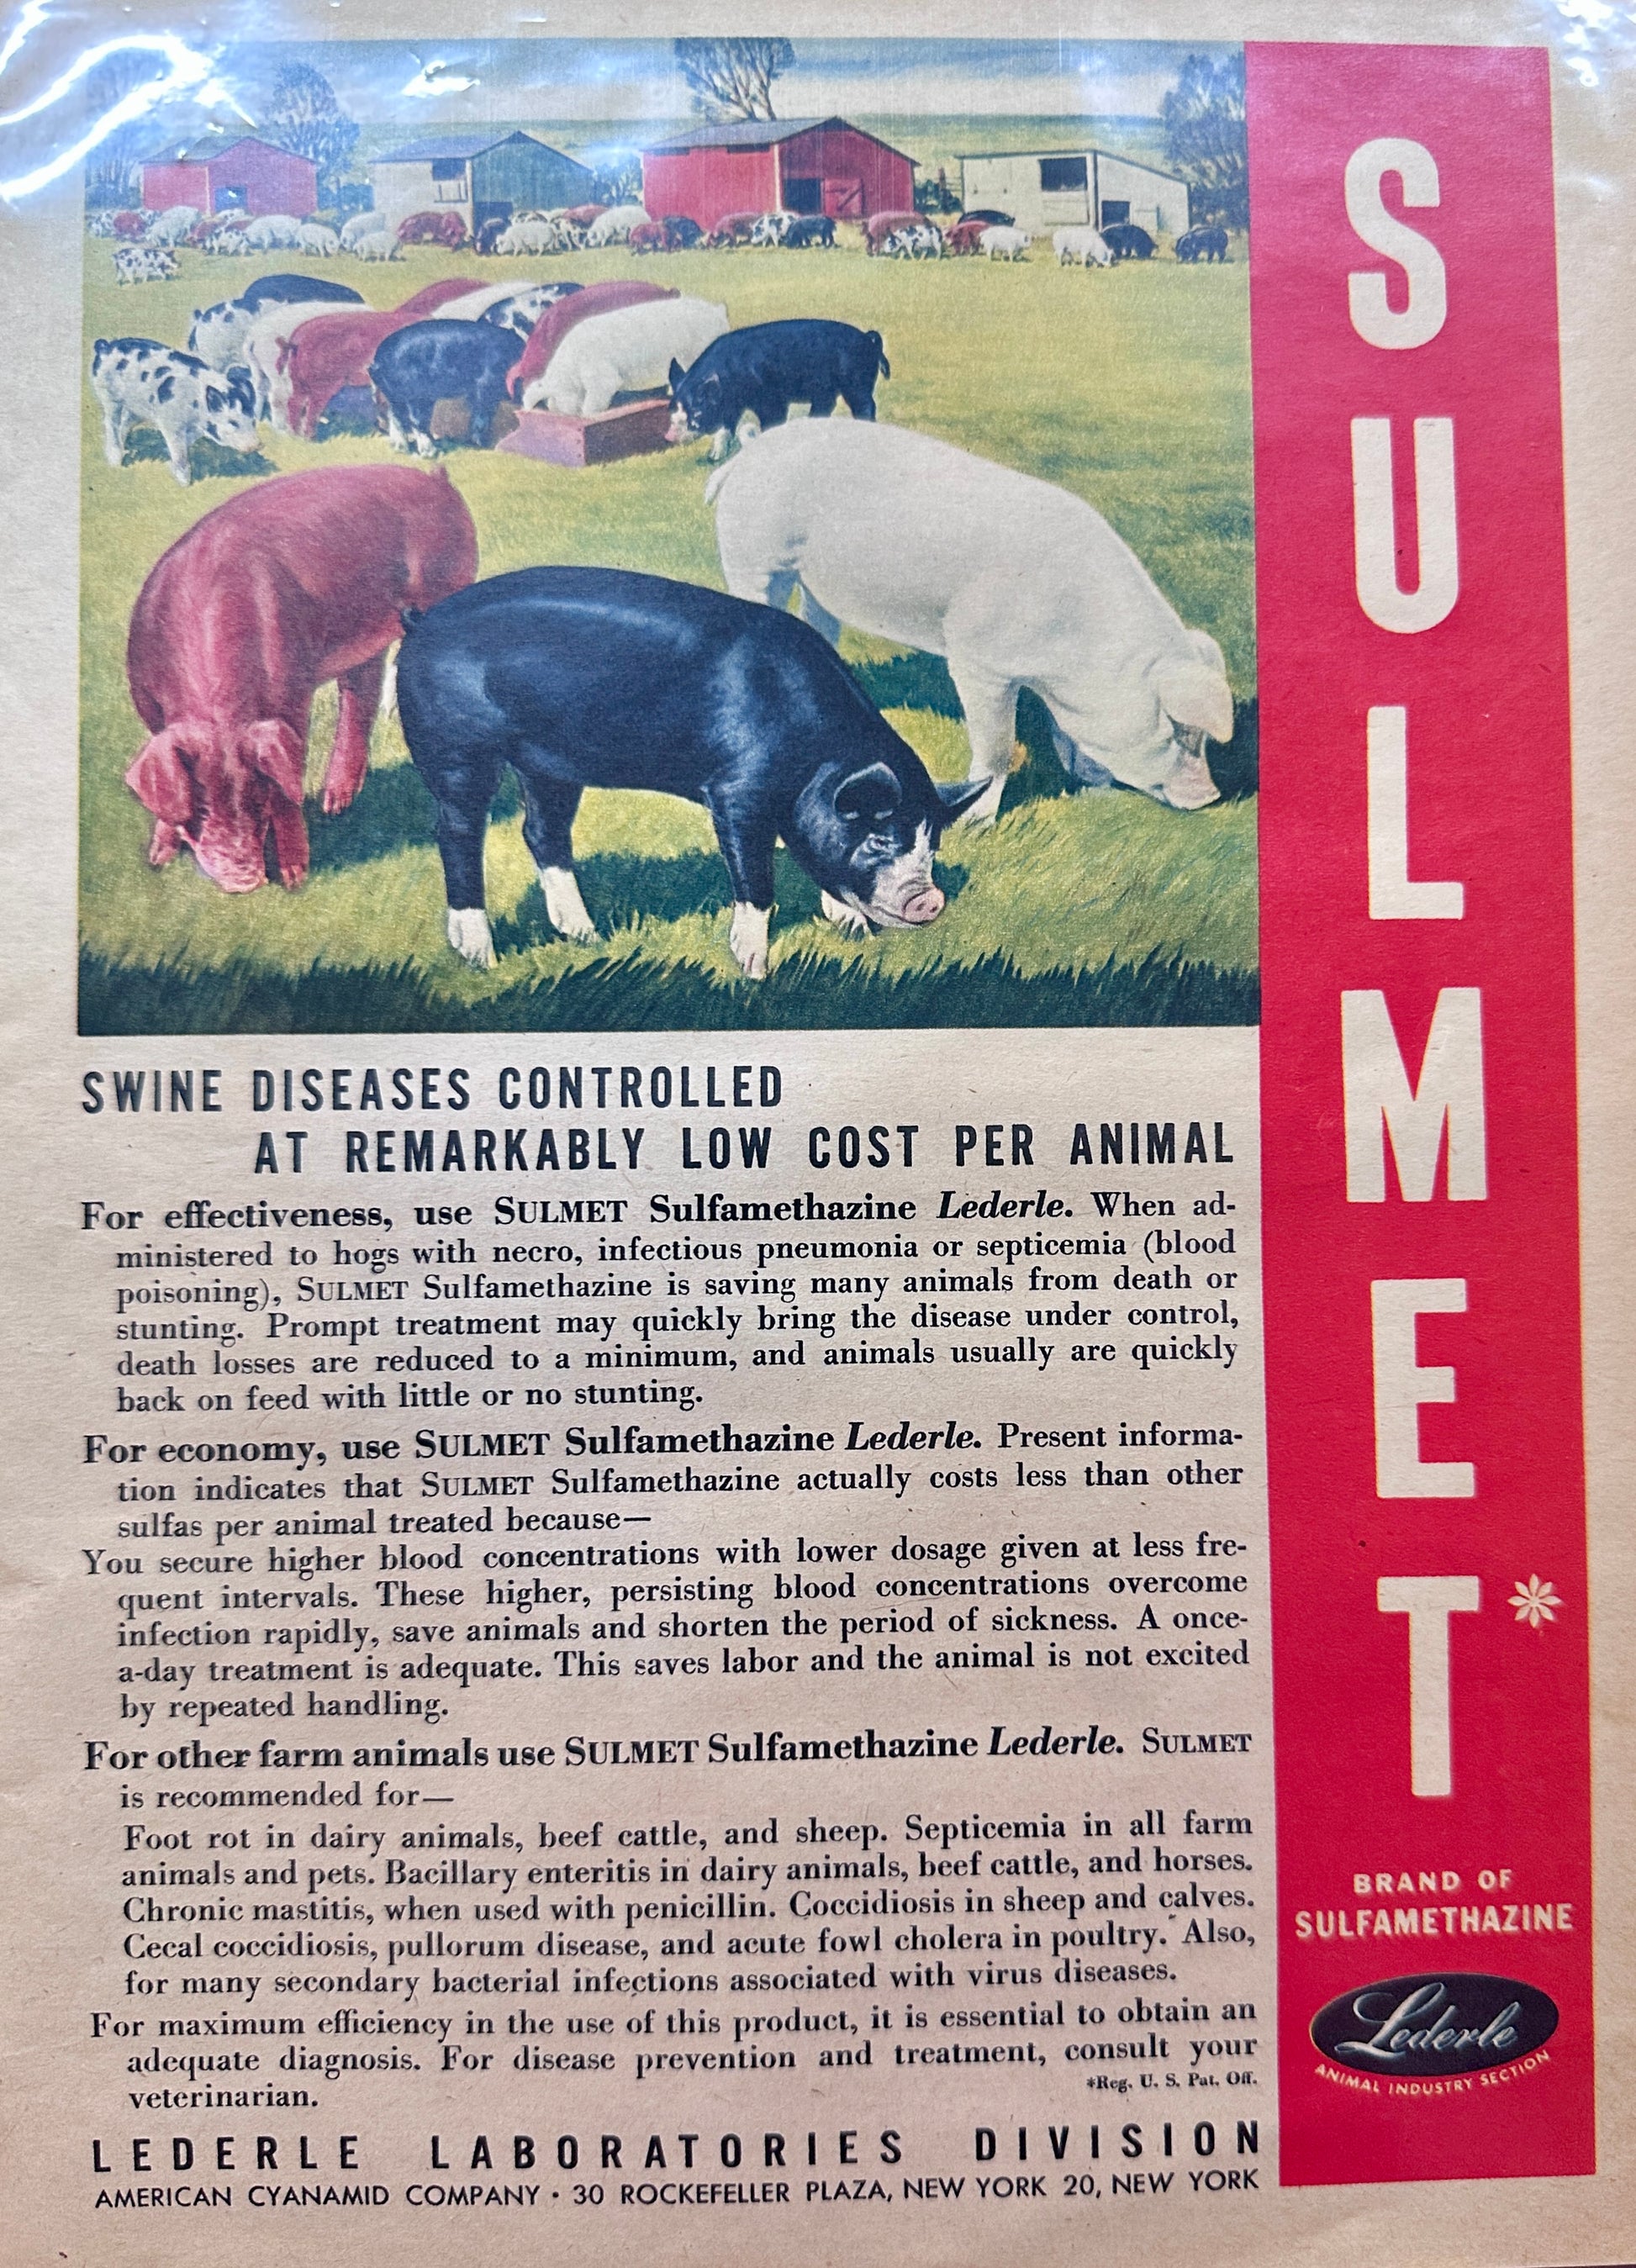 SWINE DISEASES CONTROLLED
AT REMARKABLY LOW COST PER ANIMAL
For effectiveness, use SULMET Sulfamethazine Lederle. When ad-
ministered to hogs with necro, infectious pneumonia or septicemia (blood
poisoning), SULMET Sulfamethazine is saving many animals from death or
stunting. Prompt treatment may quickly bring the disease under control,
death losses are reduced to a minimum, and animals usually are quickly
back on feed with little or no stunting.
For economy, use SULMET Sulfamethazine Lederle. Present informa-
tion indicates that SULMET Sulfamethazine actually costs less than other
sulfas per animal treated because—
You secure higher blood concentrations with lower dosage given at less fre-
quent intervals. These higher, persisting blood concentrations overcome
infection rapidly, save animals and shorten the period of sickness. A once-
a-day treatment is adequate. This saves labor and the animal is not excited
by repeated handling.
For other farm animals use SULMET Sulfamethazine Lederle. SULMET
is recommended for—
Foot rot in dairy animals, beef cattle, and sheep. Septicemia in all farm
animals and pets. Bacillary enteritis in dairy animals, beef cattle, and horses.
Chronic mastitis, when used with penicillin. Coccidiosis in sheep and calves.
Cecal coccidiosis, pullorum disease, and acute fowl cholera in poultry. Also,
for many secondary bacterial infections associated with virus diseases.
For maximum efficiency in the use of this product, it is essential to obtain an
adequate diagnosis. For disease prevention and treatment, consult your
veterinarian.
*Reg. U. S. Pat. Off.
LEDERLE LABORATORIES DIVISION
AMERICAN CYANAMID COMPANY · 30 ROCKEFELLER PLAZA, NEW YORK 20, NEW YORK
SULMET*
BRAND OF
SULFAMETHAZINE
Lederle
ANIMAL INDUSTRY SECTION